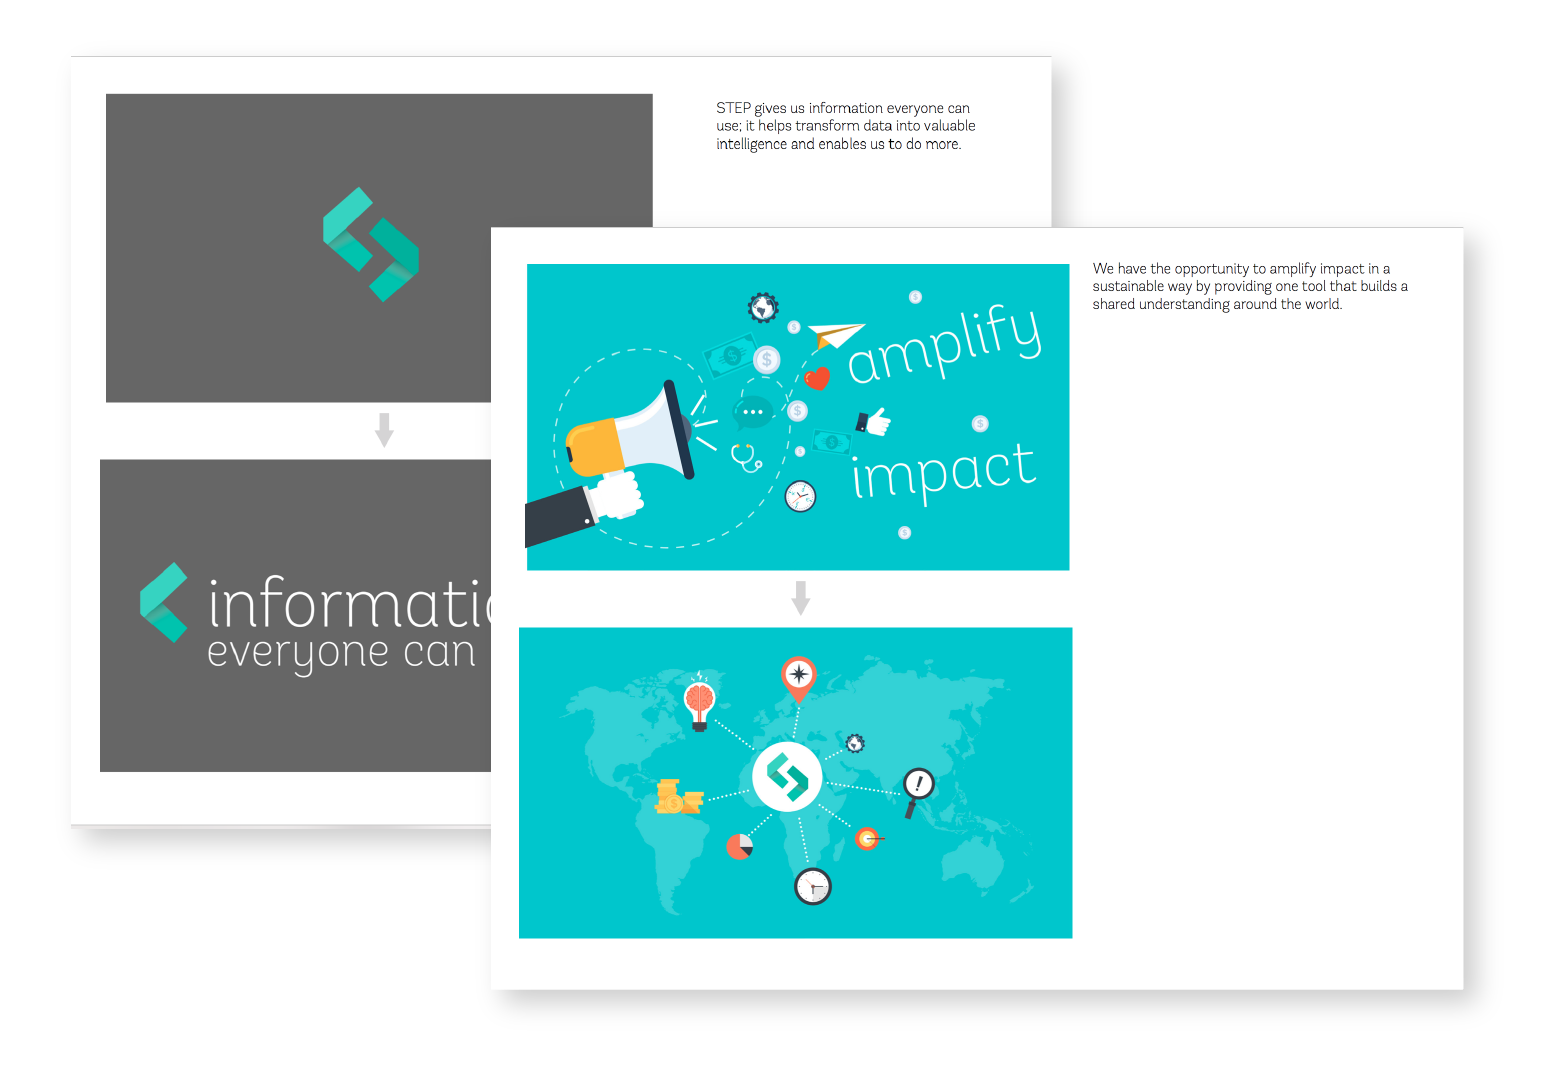 STEP gives us information everyone can
use; it helps transform data into valuable
intelligence and enables us to do more.
everyone can
We have the opportunity to amplify impact in a
sustainable way by providing one tool that builds a
shared understanding around the world.
amplify
impact